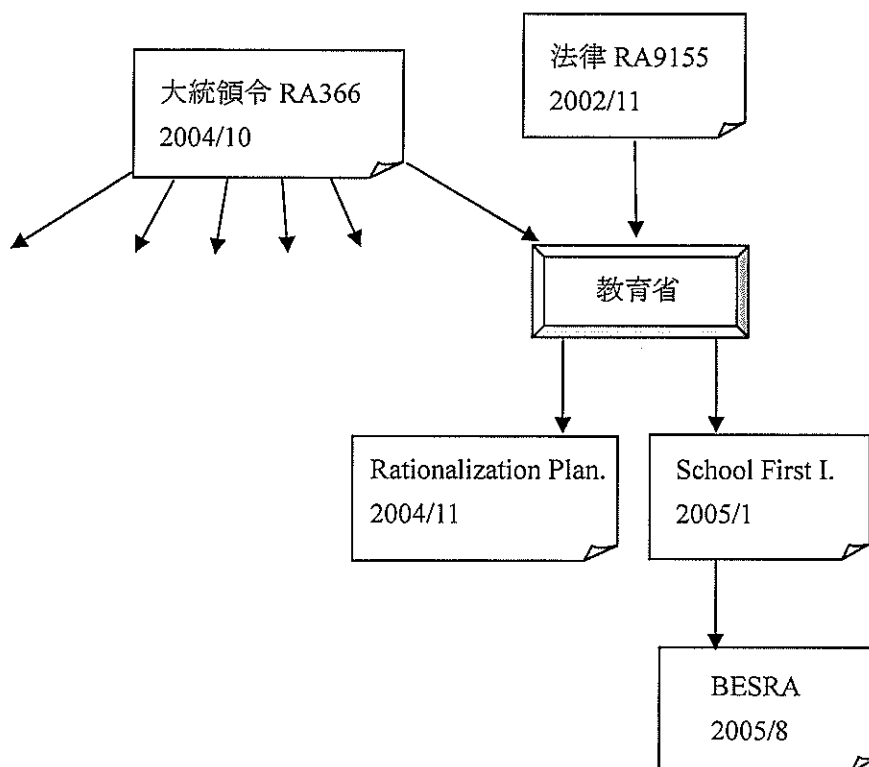 大統領令 RA366
2004/10
法律 RA9155
2002/11
教育省
Rationalization Plan.
2004/11
School First I.
2005/1
BESRA
2005/8